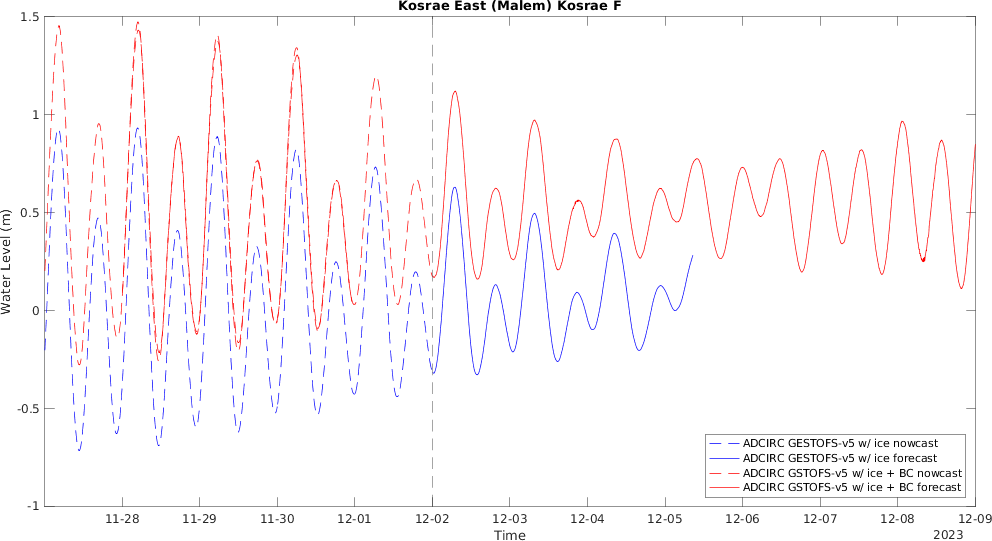 Kosrae East (Malem) Kosrae F
1.5
1
0.5
0
-0.5
-1
Water Level (m)
11-28
11-29
11-30
12-01
12-02
12-03
12-04
12-05
12-06
12-07
12-08
12-09
Time
2023
ADCIRC GESTOFS-v5 w/ ice nowcast
ADCIRC GESTOFS-v5 w/ ice forecast
ADCIRC GSTOFS-v5 w/ ice + BC nowcast
ADCIRC GSTOFS-v5 w/ ice + BC forecast